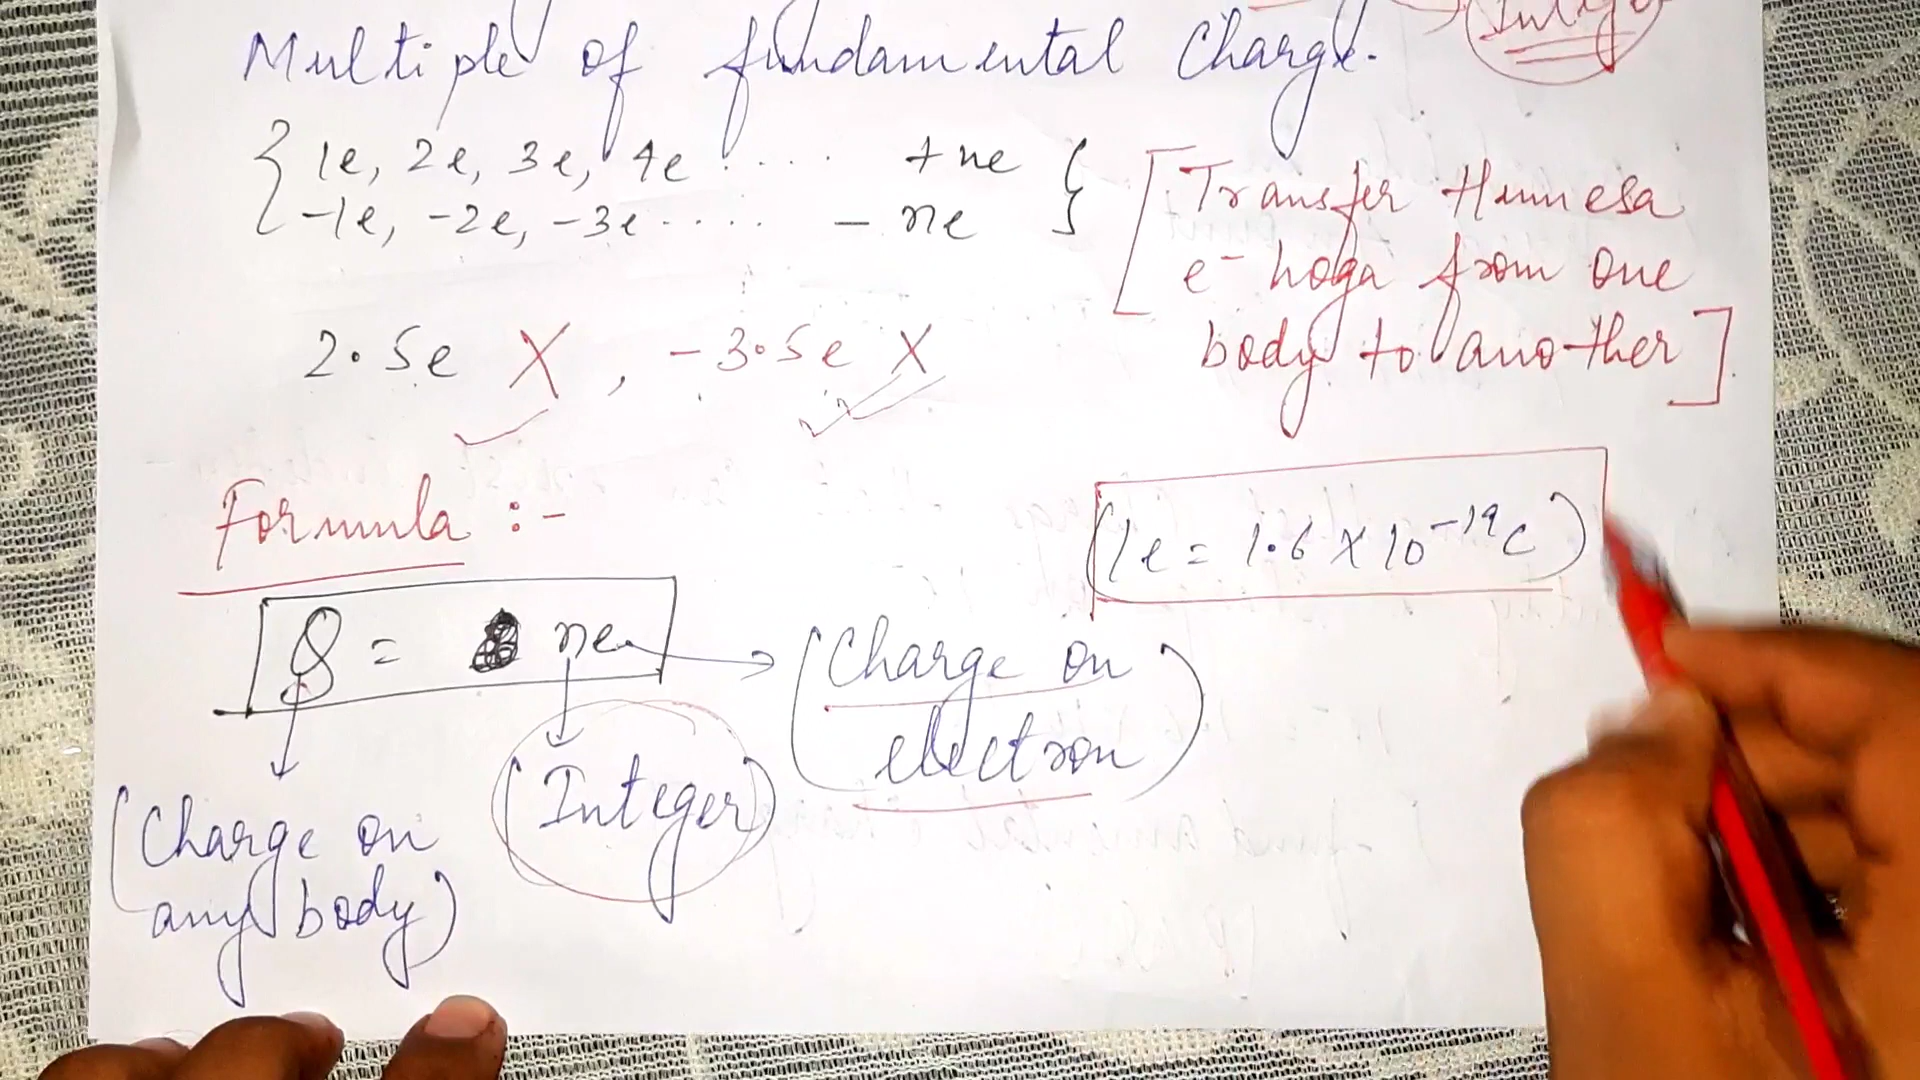 Multiple of fundamental Charge.
1e, 2e, 3e, 4e .... +ne
-1e, -2e, -3e ..... - ne
[Transfer Humesa
e⁻ hoga from one
body to another]
2.5e X , -3.5e X
Formula :-
(1e = 1.6 X 10⁻¹⁹C)
Q = ne
(Charge on
electron)
(Integer)
(Charge on
any body)